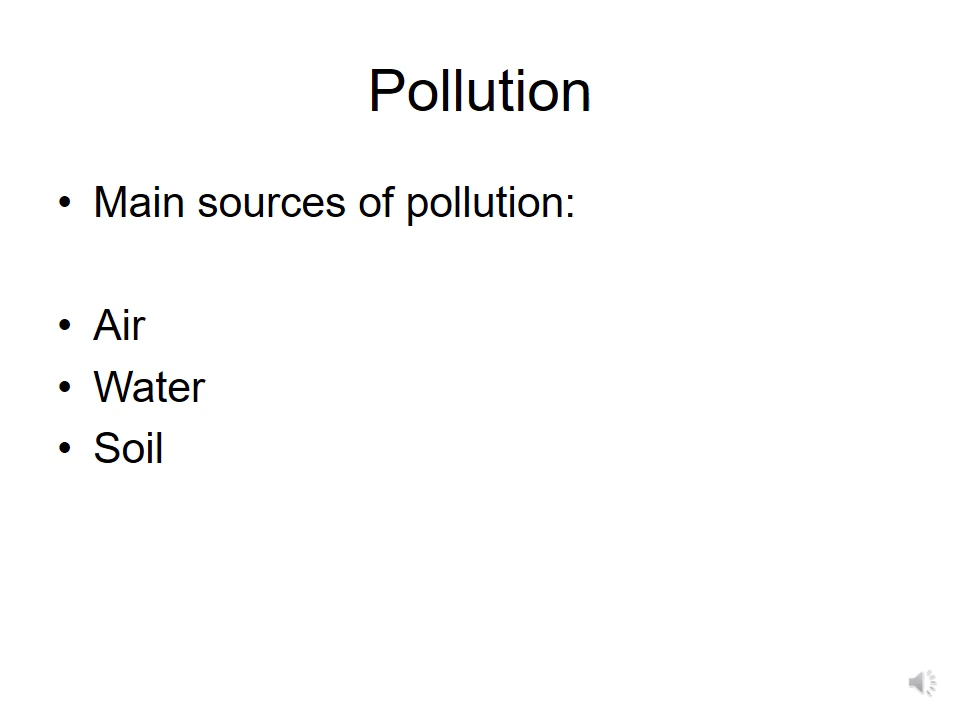 Pollution
• Main sources of pollution:
• Air
• Water
• Soil